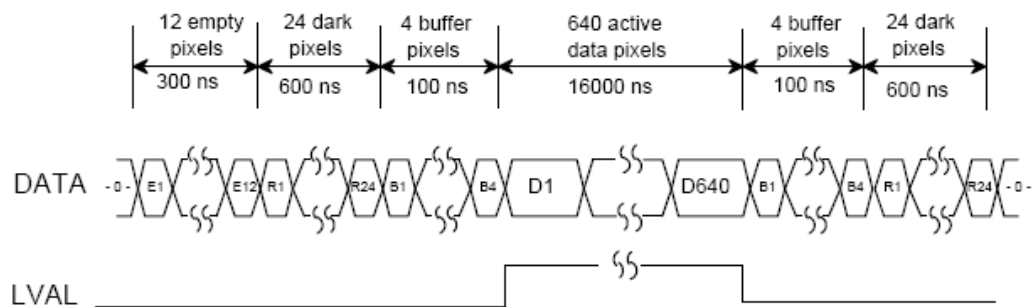 12 empty pixels
24 dark pixels
4 buffer pixels
640 active data pixels
4 buffer pixels
24 dark pixels
300 ns
600 ns
100 ns
16000 ns
100 ns
600 ns
DATA - 0 - E1 E12 R1 R24 B1 B4 D1 D640 B1 B4 R1 R24 - 0 -
LVAL